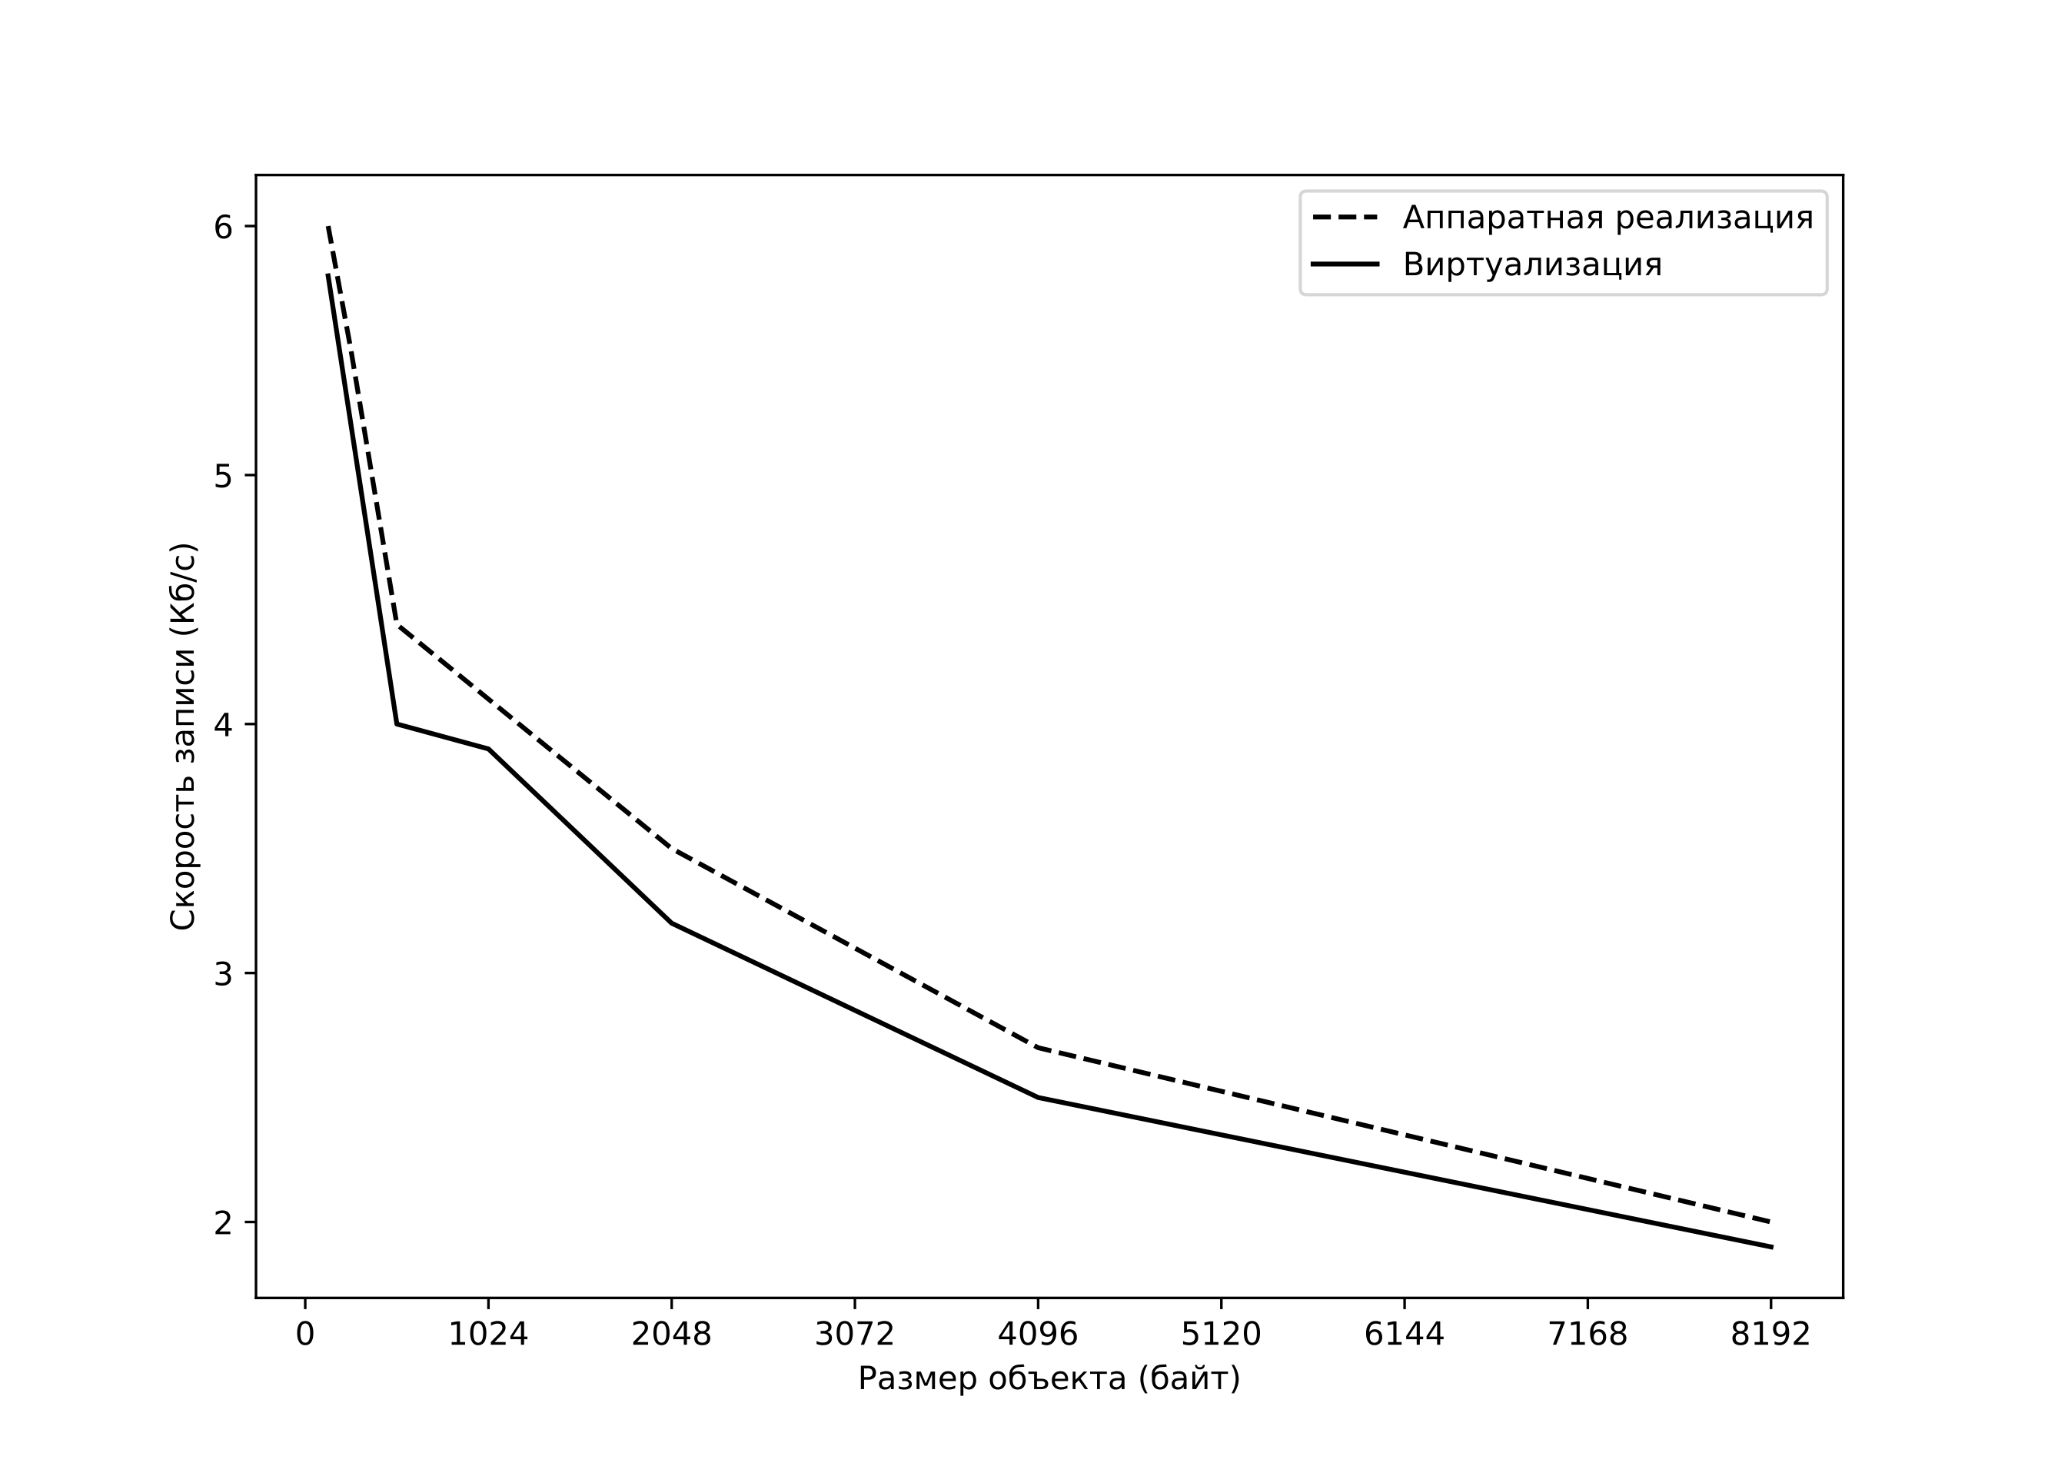 Аппаратная реализация
Виртуализация
6
5
4
3
2
Скорость записи (Кб/с)
0 1024 2048 3072 4096 5120 6144 7168 8192
Размер объекта (байт)